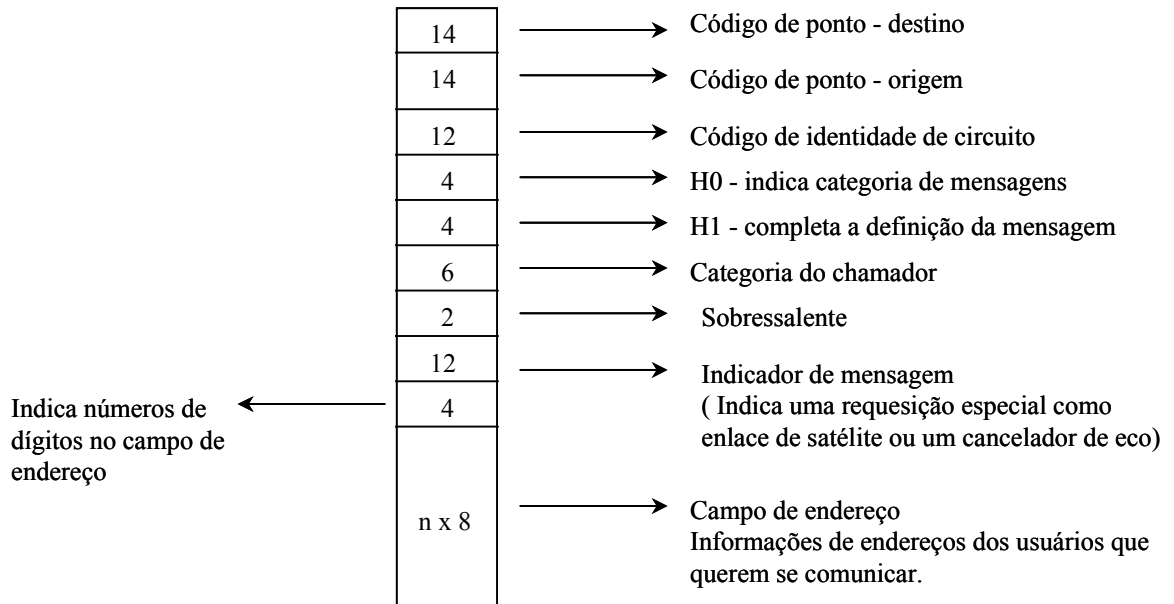 14
Código de ponto - destino
14
Código de ponto - origem
12
Código de identidade de circuito
4
H0 - indica categoria de mensagens
4
H1 - completa a definição da mensagem
6
Categoria do chamador
2
Sobressalente
12
Indicador de mensagem
( Indica uma requesição especial como
enlace de satélite ou um cancelador de eco)
Indica números de
dígitos no campo de
endereço
4
n x 8
Campo de endereço
Informações de endereços dos usuários que
querem se comunicar.